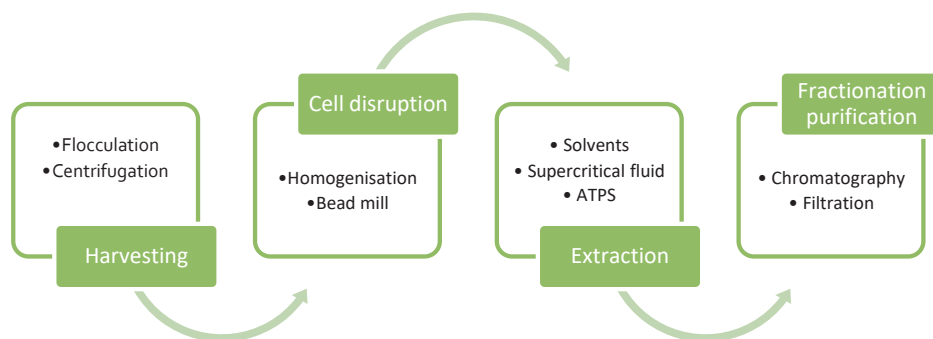 •Flocculation
•Centrifugation
Harvesting
Cell disruption
•Homogenisation
•Bead mill
• Solvents
• Supercritical fluid
• ATPS
Extraction
Fractionation
purification
• Chromatography
• Filtration